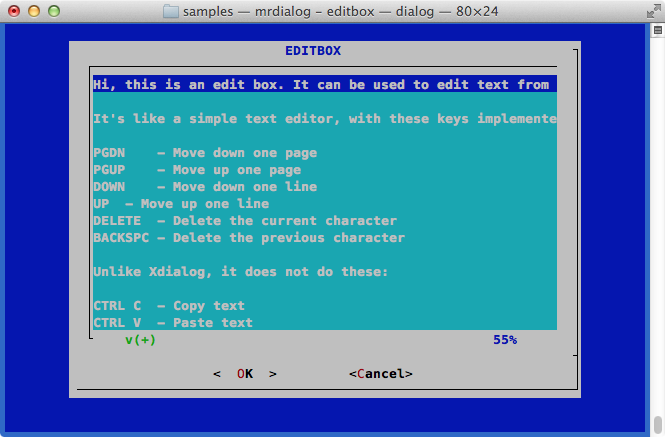 samples — mrdialog – editbox — dialog — 80×24
EDITBOX
Hi, this is an edit box. It can be used to edit text from
It's like a simple text editor, with these keys implemente
PGDN    – Move down one page
PGUP    – Move up one page
DOWN    – Move down one line
UP  – Move up one line
DELETE  – Delete the current character
BACKSPC – Delete the previous character
Unlike Xdialog, it does not do these:
CTRL C  – Copy text
CTRL V  – Paste text
v(+) 55%
<  OK  > <Cancel>